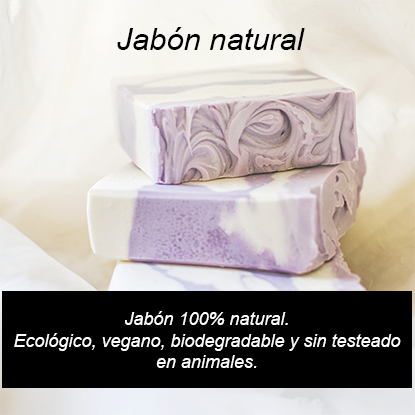 Jabón natural
Jabón 100% natural.
Ecológico, vegano, biodegradable y sin testeado
en animales.